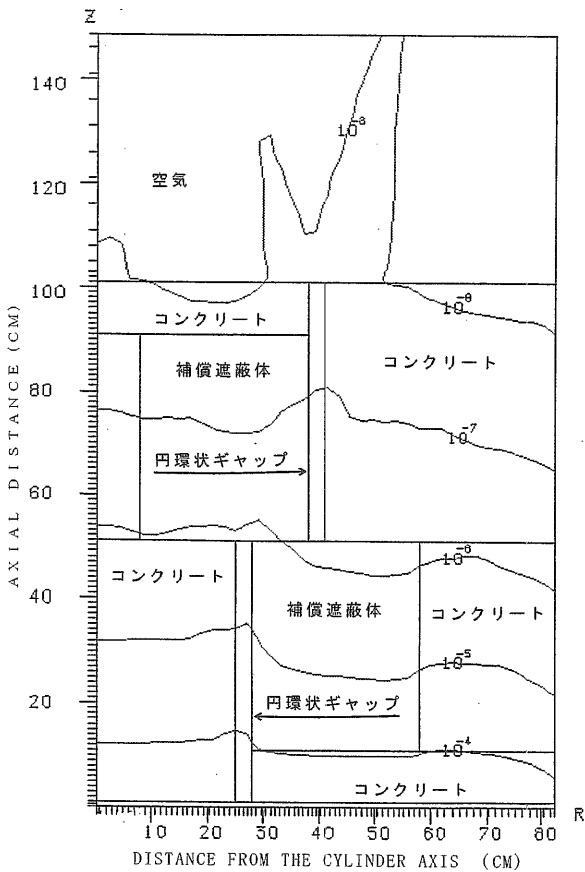 Z
140
10⁻⁸
空気
120
100
10⁻⁸
コンクリート
コンクリート
補償遮蔽体
80
10⁻⁷
円環状ギャップ
60
10⁻⁶
コンクリート
補償遮蔽体
コンクリート
40
10⁻⁵
円環状ギャップ
20
10⁻⁴
コンクリート
R
10 20 30 40 50 60 70 80
AXIAL DISTANCE (CM)
DISTANCE FROM THE CYLINDER AXIS (CM)